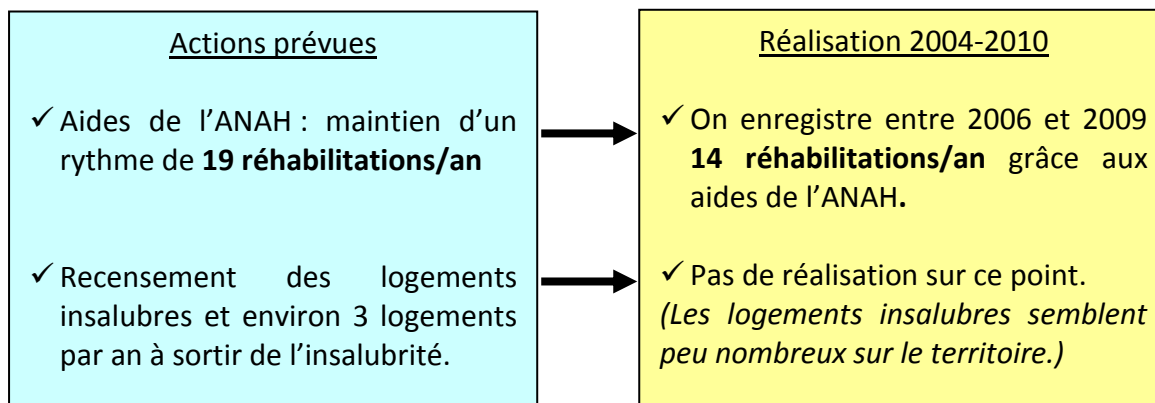 Actions prévues
✓ Aides de l’ANAH : maintien d’un
rythme de 19 réhabilitations/an
✓ Recensement des logements
insalubres et environ 3 logements
par an à sortir de l’insalubrité.
Réalisation 2004-2010
✓ On enregistre entre 2006 et 2009
14 réhabilitations/an grâce aux
aides de l’ANAH.
✓ Pas de réalisation sur ce point.
(Les logements insalubres semblent
peu nombreux sur le territoire.)